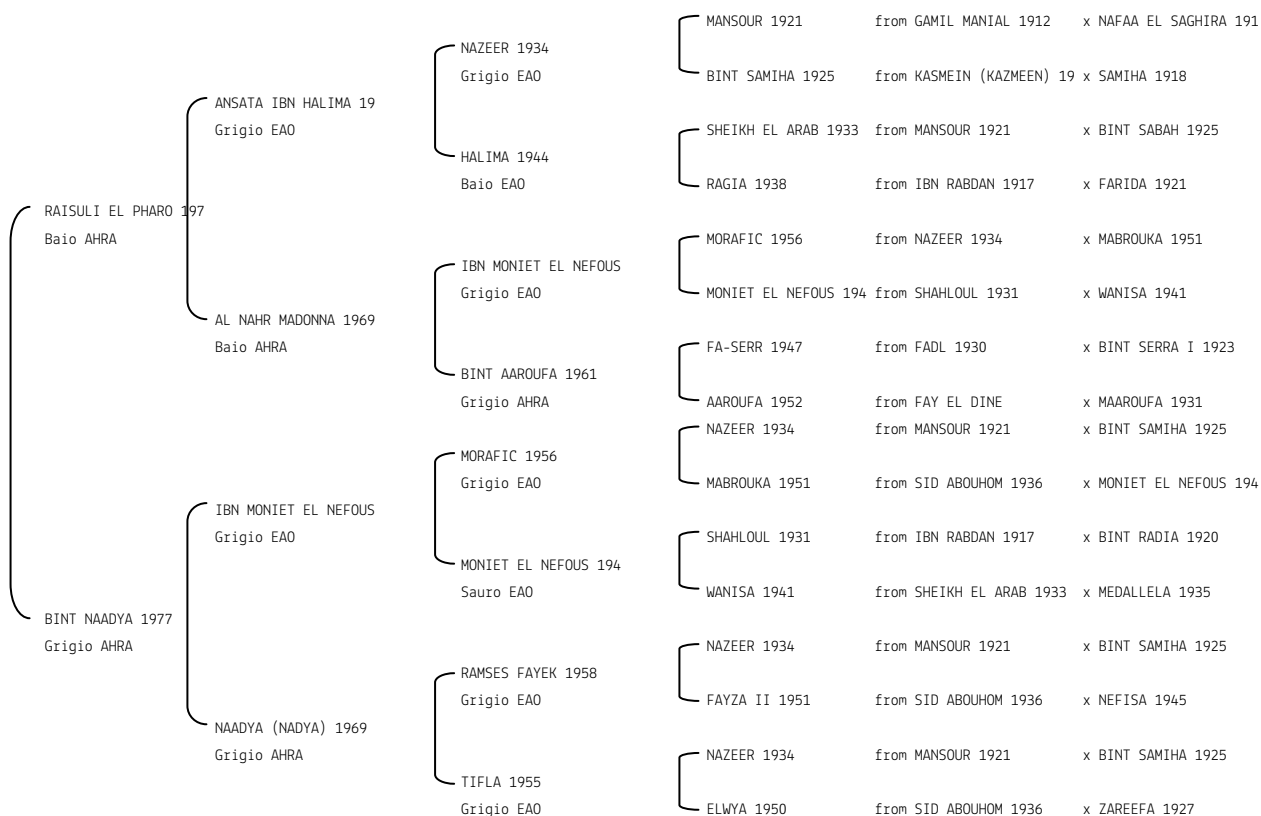 MANSOUR 1921 from GAMIL MANIAL 1912 x NAFAA EL SAGHIRA 191
NAZEER 1934
Grigio EAO
BINT SAMIHA 1925 from KASMEIN (KAZMEEN) 19 x SAMIHA 1918
ANSATA IBN HALIMA 19
Grigio EAO
SHEIKH EL ARAB 1933 from MANSOUR 1921 x BINT SABAH 1925
HALIMA 1944
Baio EAO
RAGIA 1938 from IBN RABDAN 1917 x FARIDA 1921
RAISULI EL PHARO 197
Baio AHRA
MORAFIC 1956 from NAZEER 1934 x MABROUKA 1951
IBN MONIET EL NEFOUS
Grigio EAO
MONIET EL NEFOUS 194 from SHAHLOUL 1931 x WANISA 1941
AL NAHR MADONNA 1969
Baio AHRA
FA-SERR 1947 from FADL 1930 x BINT SERRA I 1923
BINT AAROUFA 1961
Grigio AHRA
AAROUFA 1952 from FAY EL DINE x MAAROUFA 1931
NAZEER 1934 from MANSOUR 1921 x BINT SAMIHA 1925
MORAFIC 1956
Grigio EAO
MABROUKA 1951 from SID ABOUHOM 1936 x MONIET EL NEFOUS 194
IBN MONIET EL NEFOUS
Grigio EAO
SHAHLOUL 1931 from IBN RABDAN 1917 x BINT RADIA 1920
MONIET EL NEFOUS 194
Sauro EAO
WANISA 1941 from SHEIKH EL ARAB 1933 x MEDALLELA 1935
BINT NAADYA 1977
Grigio AHRA
NAZEER 1934 from MANSOUR 1921 x BINT SAMIHA 1925
RAMSES FAYEK 1958
Grigio EAO
FAYZA II 1951 from SID ABOUHOM 1936 x NEFISA 1945
NAADYA (NADYA) 1969
Grigio AHRA
NAZEER 1934 from MANSOUR 1921 x BINT SAMIHA 1925
TIFLA 1955
Grigio EAO
ELWYA 1950 from SID ABOUHOM 1936 x ZAREEFA 1927